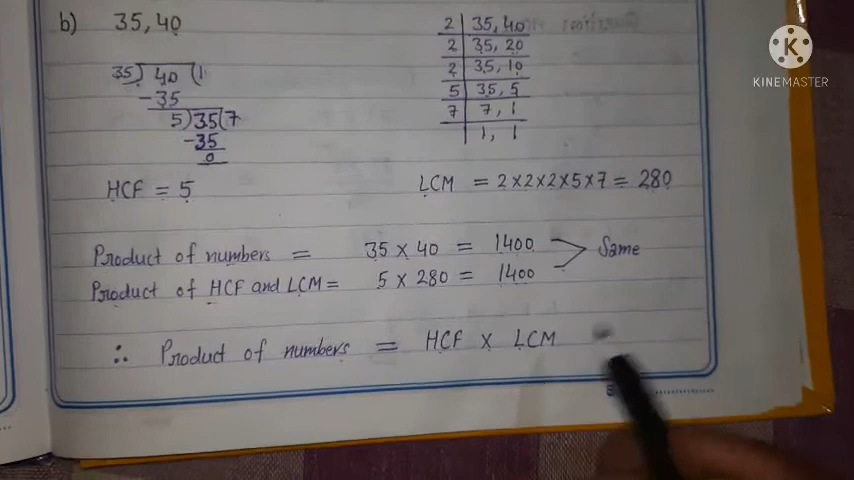 b) 35, 40
35) 40 (1
-35
5) 35 (7
-35
0
HCF = 5
2 | 35, 40
2 | 35, 20
2 | 35, 10
5 | 35, 5
7 | 7, 1
1, 1
LCM = 2×2×2×5×7 = 280
Product of numbers = 35 × 40 = 1400
Product of HCF and LCM = 5 × 280 = 1400
Same
∴ Product of numbers = HCF × LCM
K
KINEMASTER